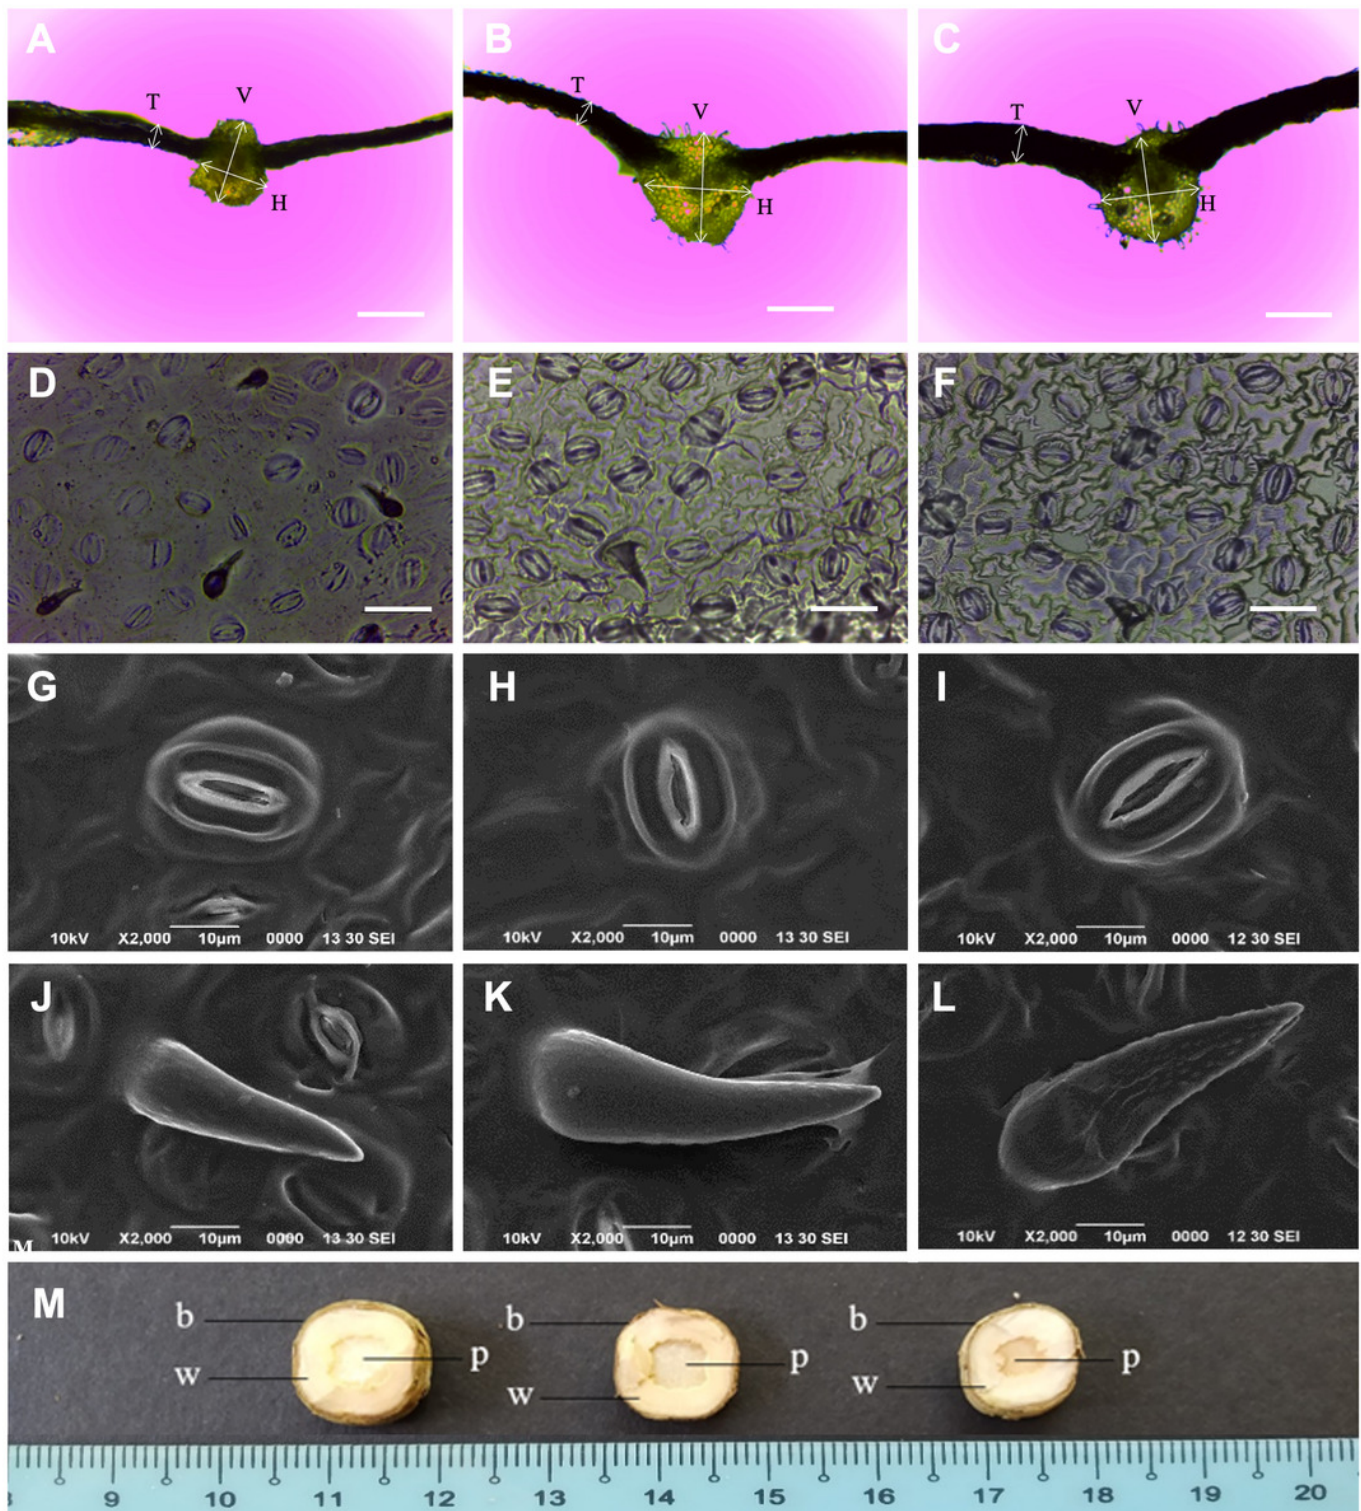 A B C
T V H
T V H
T V H
D E F
G H I
10kV X2,000 10µm 0000 13 30 SEI
10kV X2,000 10µm 0000 13 30 SEI
10kV X2,000 10µm 0000 12 30 SEI
J K L
M
10kV X2,000 10µm 0000 13 30 SEI
10kV X2,000 10µm 0000 13 30 SEI
10kV X2,000 10µm 0000 12 30 SEI
M
b w p
b w p
b w p
8 9 10 11 12 13 14 15 16 17 18 19 20